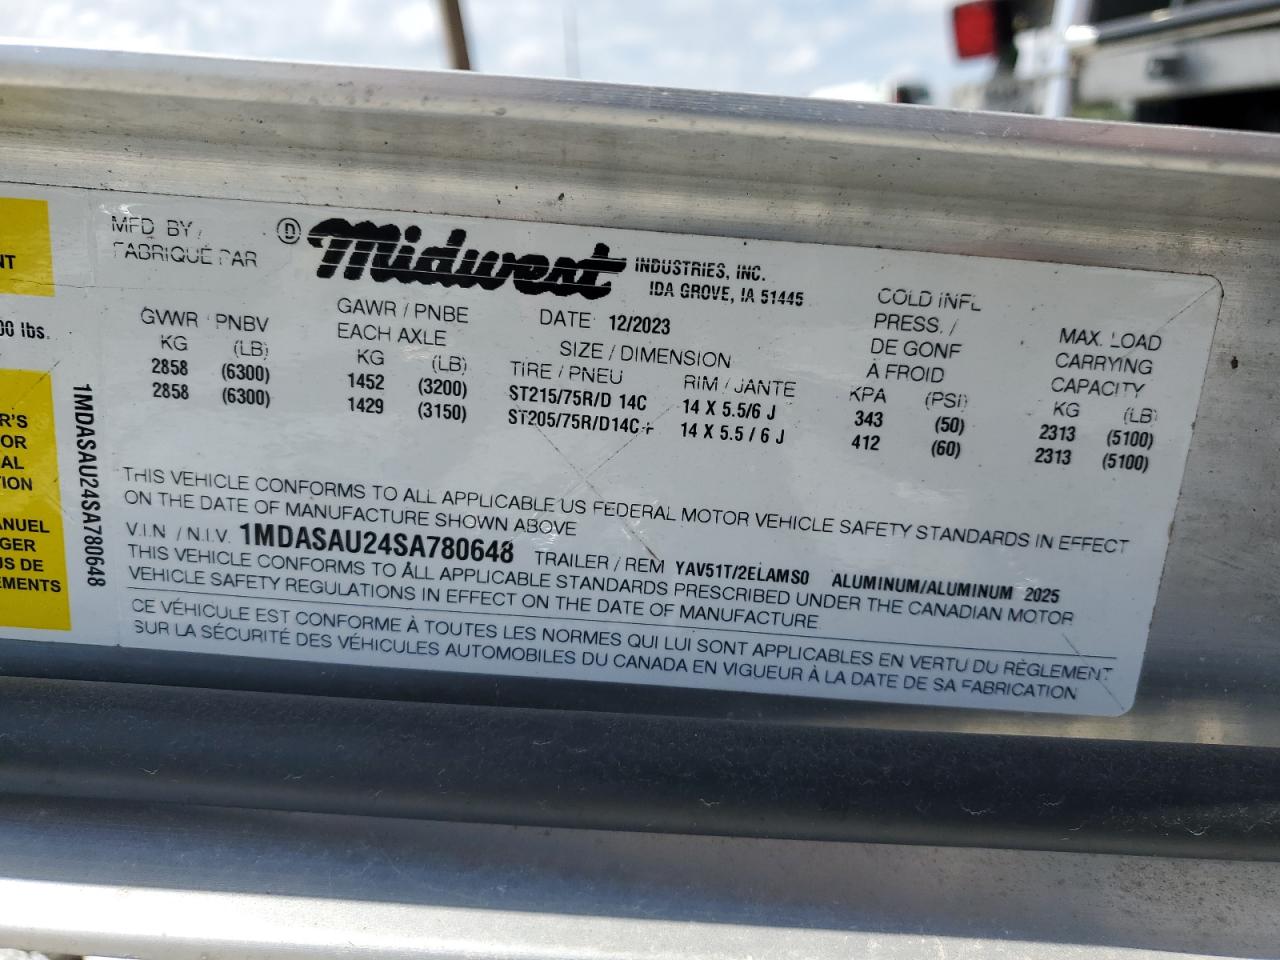 MFD. BY /
FABRIQUÉ PAR
Midwest
INDUSTRIES, INC.
IDA GROVE, IA 51445
GVWR PNBV
KG (LB)
2858 (6300)
2858 (6300)
GAWR / PNBE
EACH AXLE
KG (LB)
1452 (3200)
1429 (3150)
DATE 12/2023
SIZE / DIMENSION
TIRE / PNEU RIM / JANTE
ST215/75R/D 14C 14 X 5.5/6 J
ST205/75R/D14C 14 X 5.5 / 6 J
COLD INFL
PRESS. /
DE GONF
À FROID
KPA (PSI)
343 (50)
412 (60)
MAX. LOAD
CARRYING
CAPACITY
KG (LB)
2313 (5100)
2313 (5100)
THIS VEHICLE CONFORMS TO ALL APPLICABLE US FEDERAL MOTOR VEHICLE SAFETY STANDARDS IN EFFECT
ON THE DATE OF MANUFACTURE SHOWN ABOVE
V.I.N / N.I.V. 1MDASAU24SA780648 TRAILER / REM YAV51T/2ELAMS0 ALUMINUM/ALUMINUM 2025
THIS VEHICLE CONFORMS TO ALL APPLICABLE STANDARDS PRESCRIBED UNDER THE CANADIAN MOTOR
VEHICLE SAFETY REGULATIONS IN EFFECT ON THE DATE OF MANUFACTURE
CE VÉHICULE EST CONFORME À TOUTES LES NORMES QUI LUI SONT APPLICABLES EN VERTU DU RÈGLEMENT
SUR LA SÉCURITÉ DES VÉHICULES AUTOMOBILES DU CANADA EN VIGUEUR À LA DATE DE SA FABRICATION
1MDASAU24SA780648
NT
00 lbs.
R'S
OR
AL
TION
ANUEL
GER
US DE
EMENTS